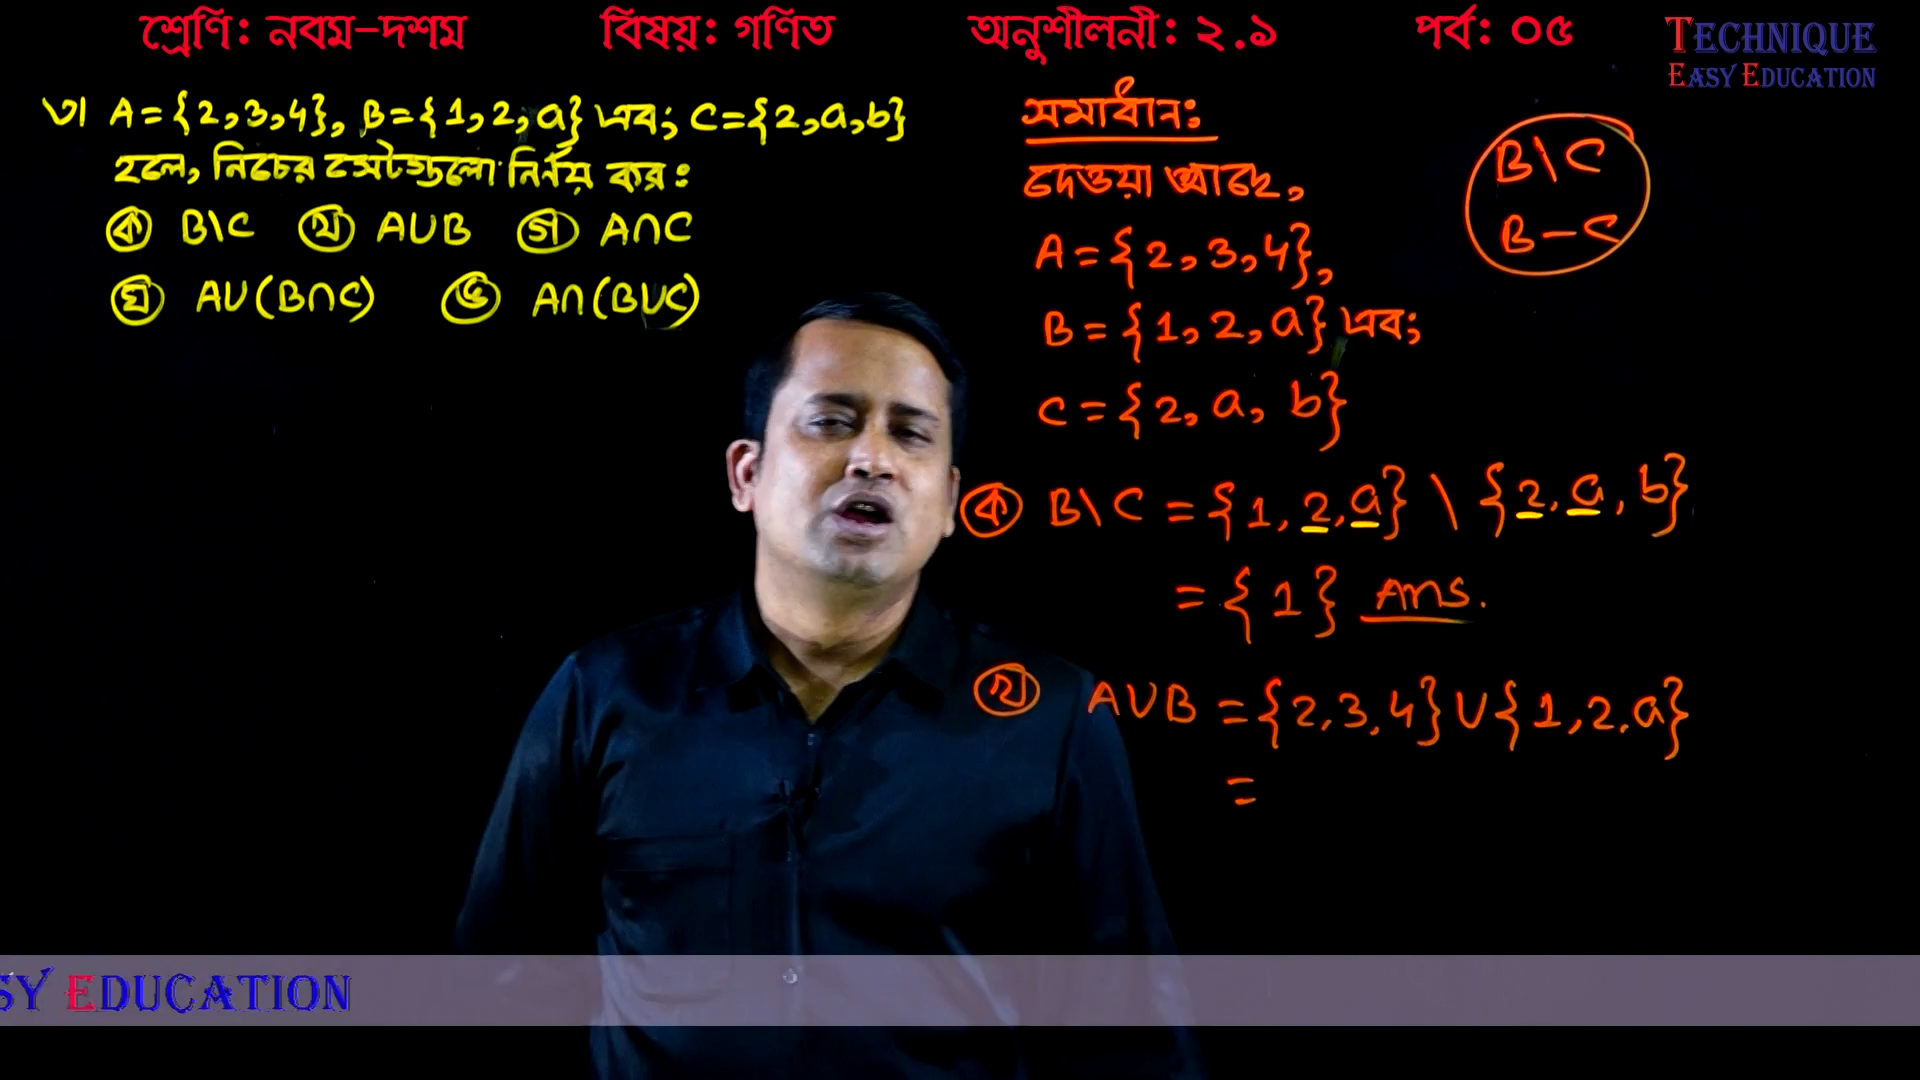 শ্রেণি: নবম-দশম বিষয়: গণিত অনুশীলনী: ২.১ পর্ব: ০৫
TECHNIQUE
EASY EDUCATION
৩। A={2,3,4}, B={1,2,a} এবং C={2,a,b}
হলে, নিচের সেটগুলো নির্ণয় কর:
ক B\C খ A∪B গ A∩C
ঘ A∪(B∩C) ঙ A∩(B∪C)
সমাধান:
দেওয়া আছে,
A={2,3,4},
B={1,2,a} এবং
C={2,a,b}
B\C
B-C
ক B\C = {1,2,a} \ {2,a,b}
= {1} Ans.
খ A∪B = {2,3,4}∪{1,2,a}
=
SY EDUCATION